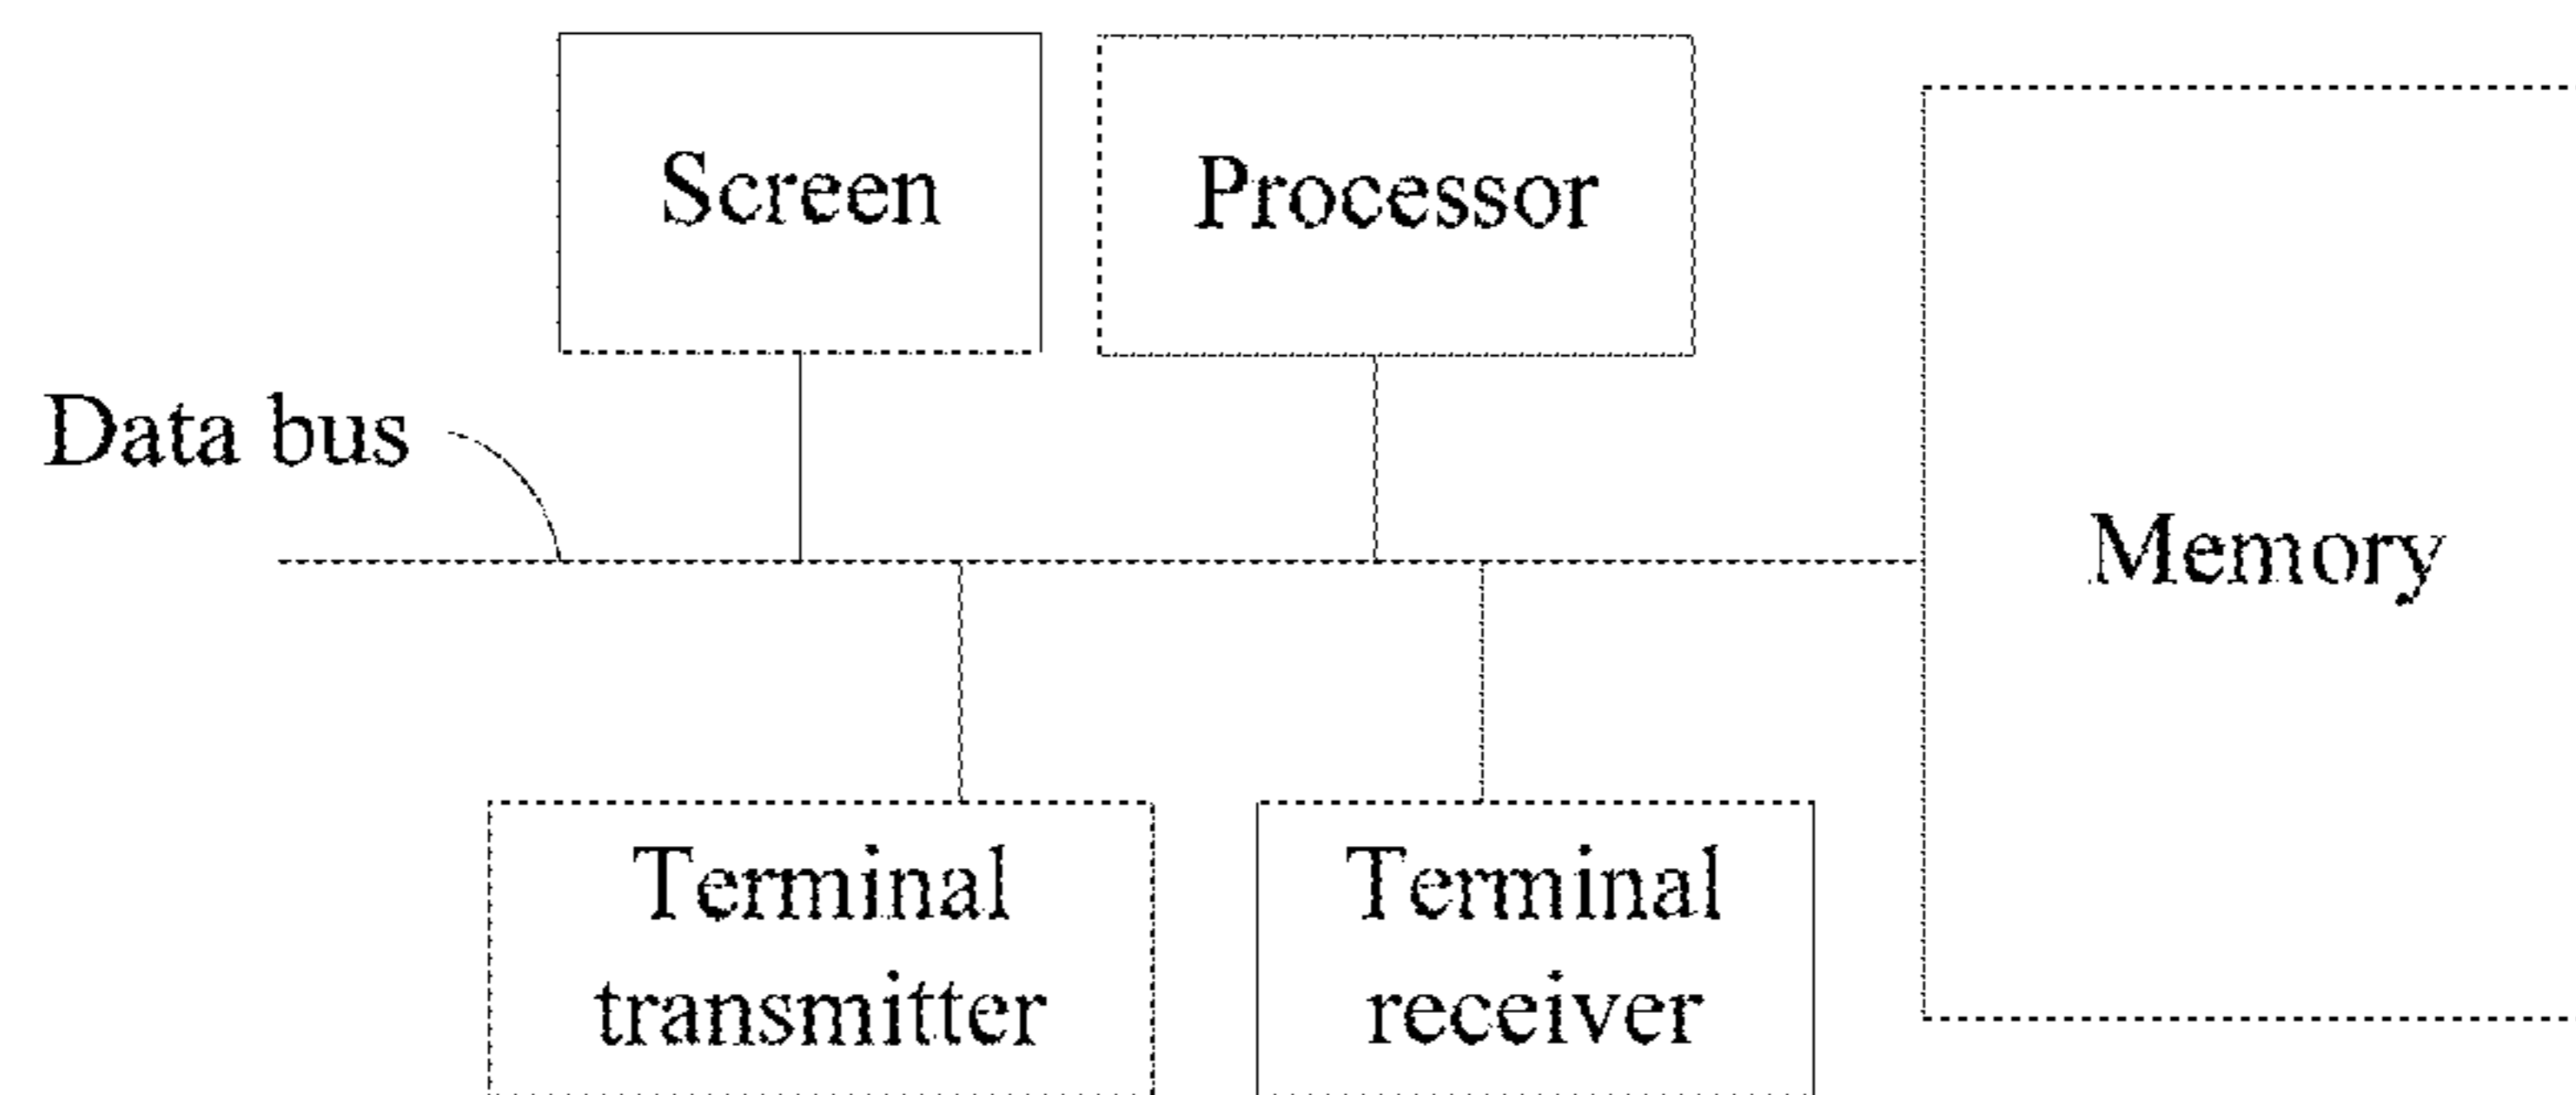 Screen
Processor
Data bus
Memory
Terminal
transmitter
Terminal
receiver